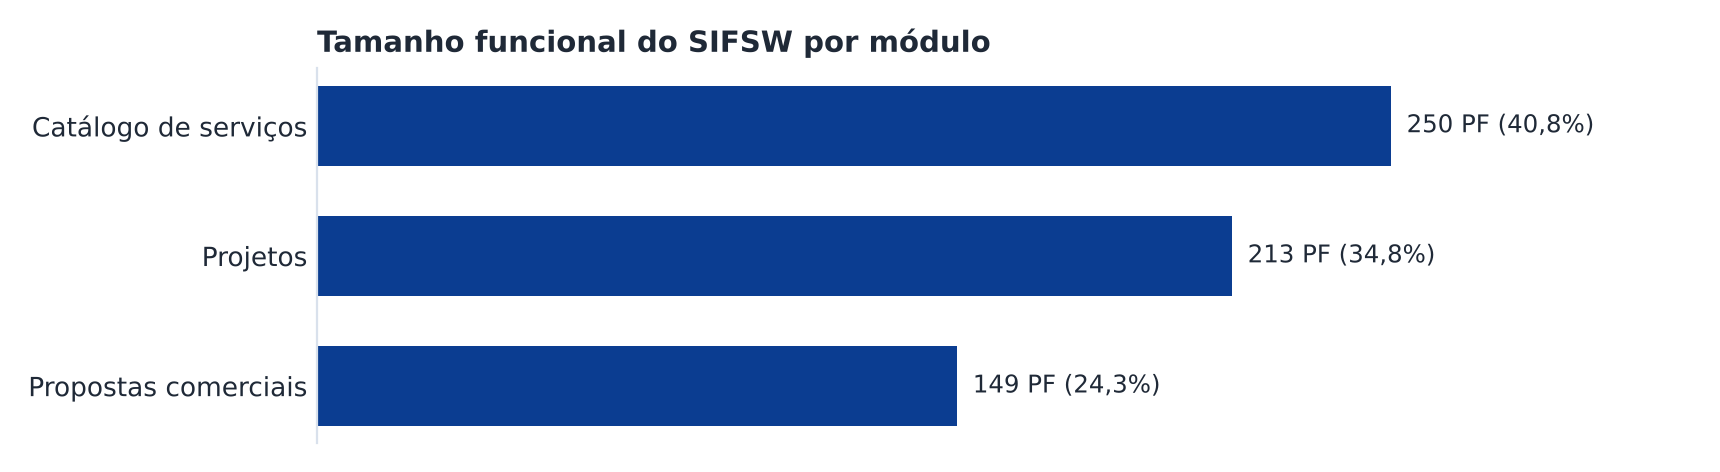 Tamanho funcional do SIFSW por módulo
Catálogo de serviços 250 PF (40,8%)
Projetos 213 PF (34,8%)
Propostas comerciais 149 PF (24,3%)